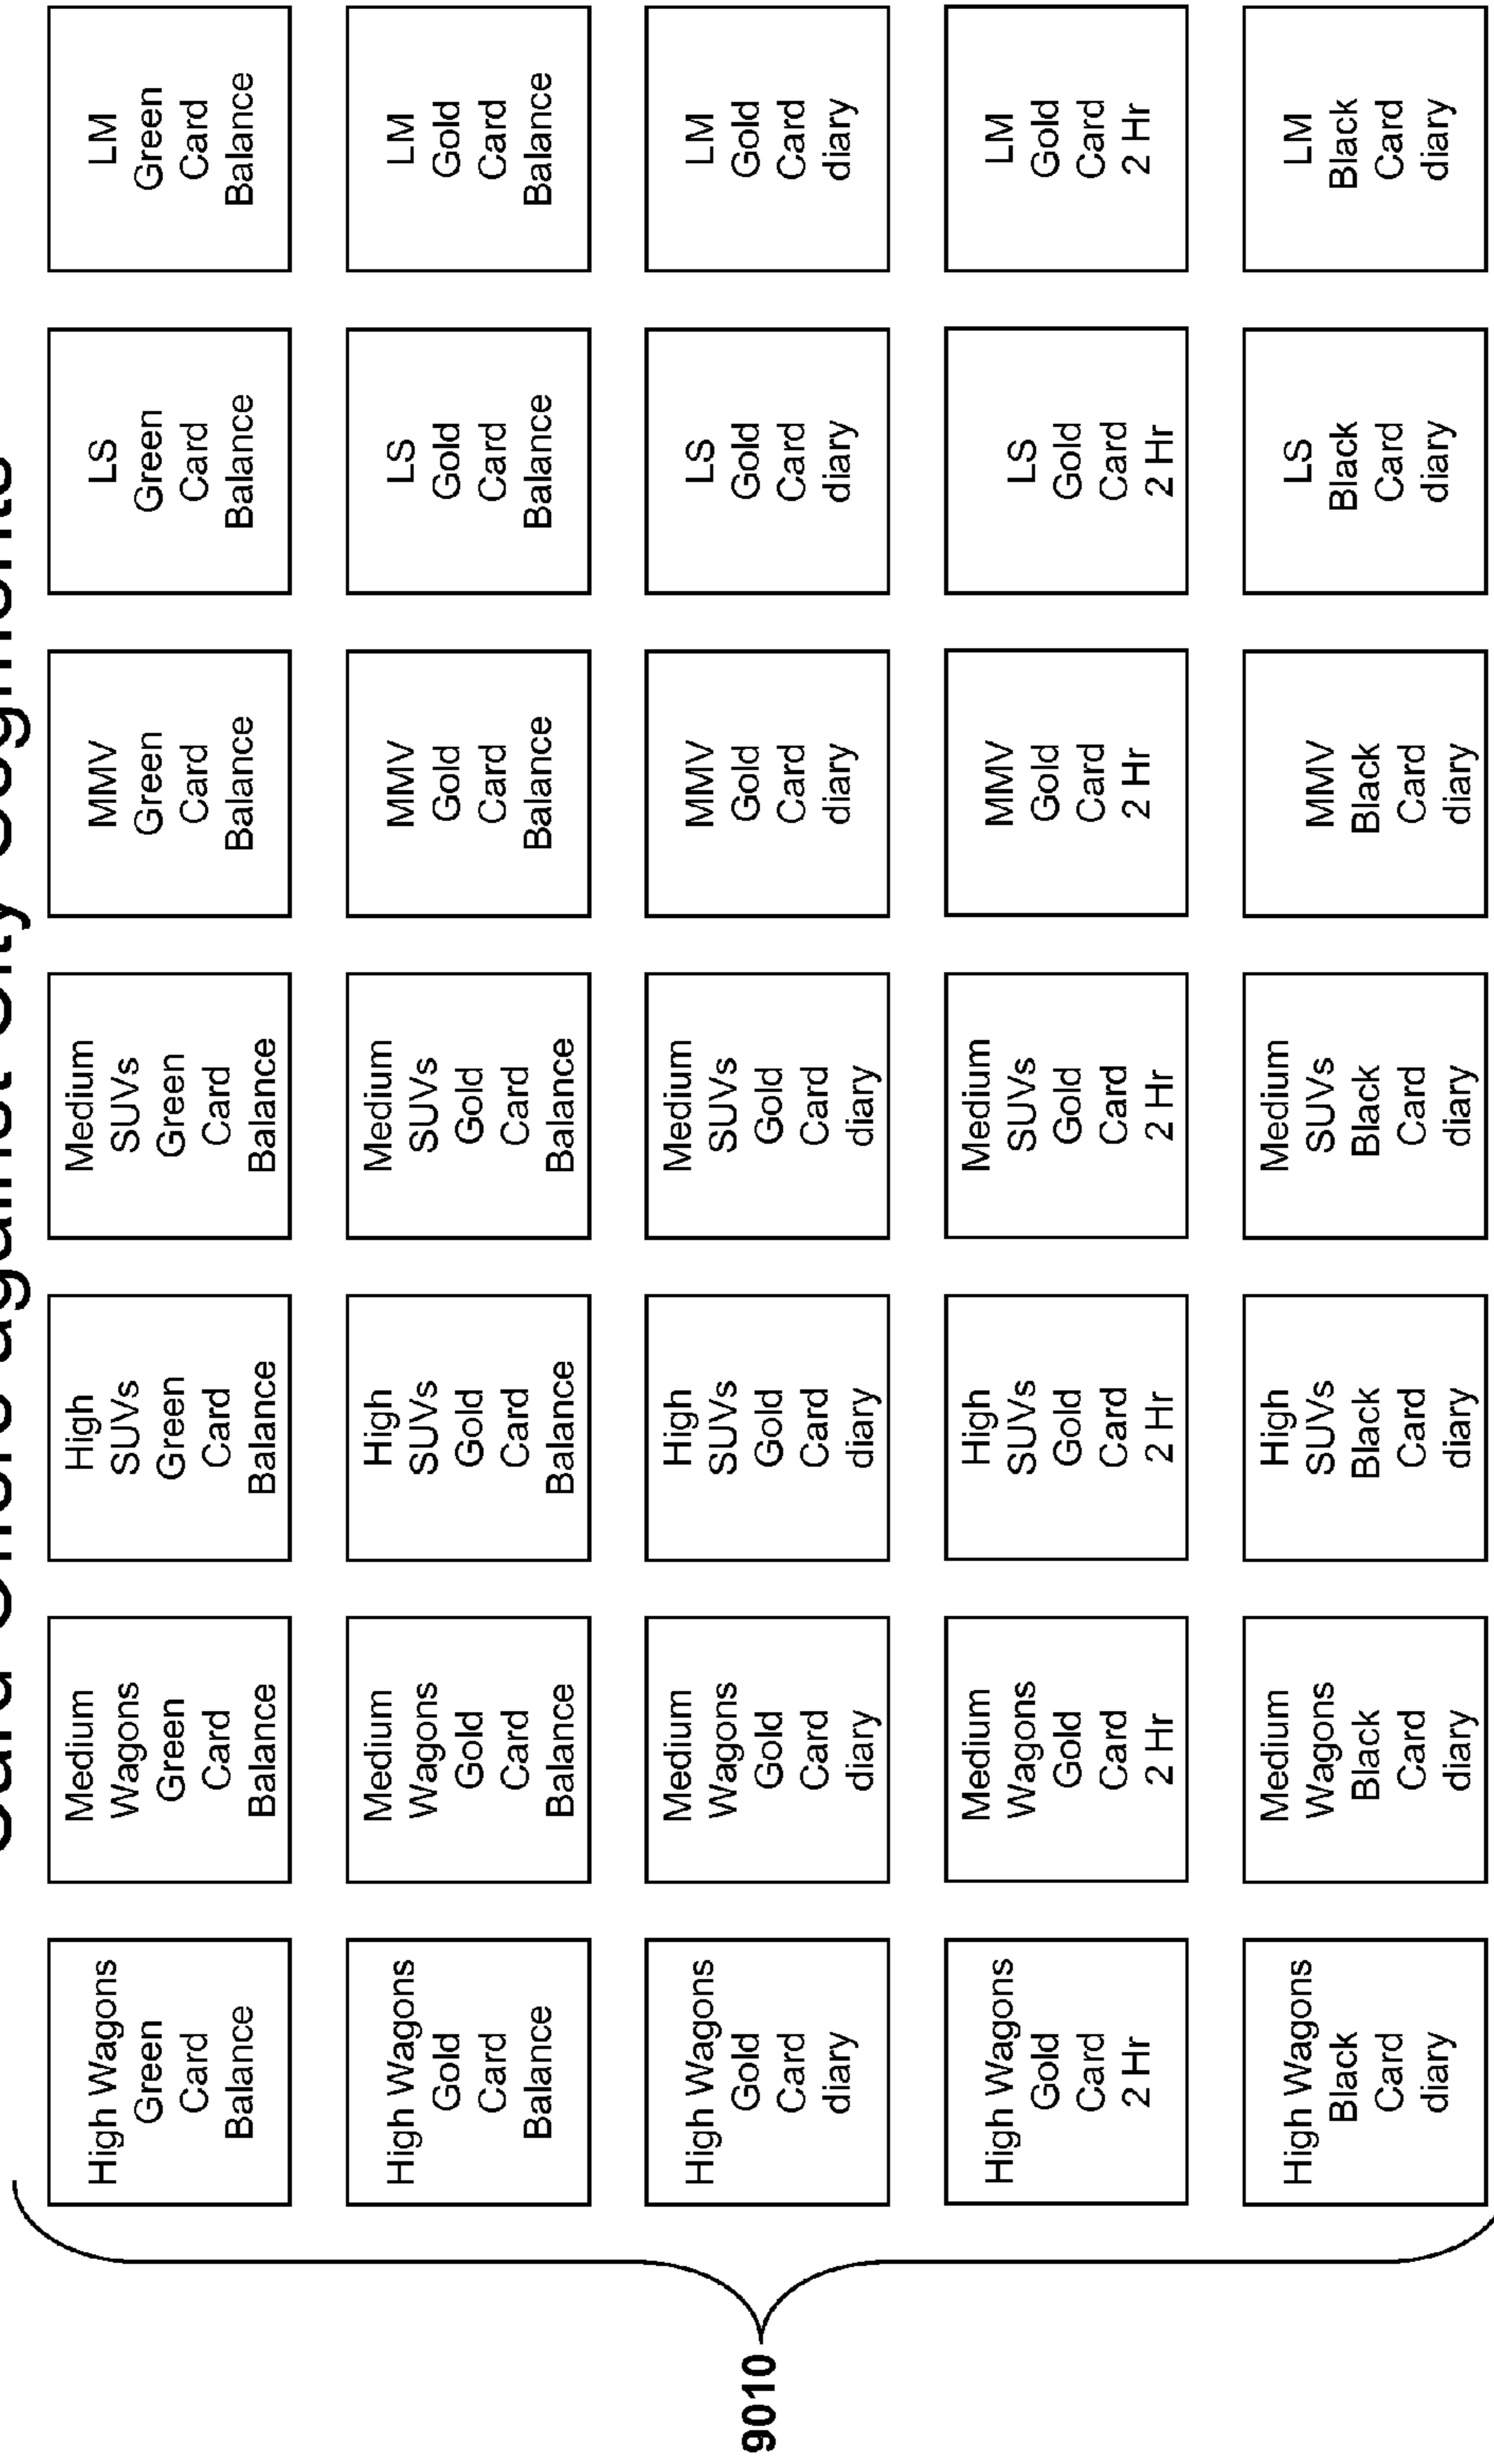 Card Offers against City Segments
High Wagons
Green
Card
Balance
Medium
Wagons
Green
Card
Balance
High
SUVs
Green
Card
Balance
Medium
SUVs
Green
Card
Balance
MMV
Green
Card
Balance
LS
Green
Card
Balance
LM
Green
Card
Balance
High Wagons
Gold
Card
Balance
Medium
Wagons
Gold
Card
Balance
High
SUVs
Gold
Card
Balance
Medium
SUVs
Gold
Card
Balance
MMV
Gold
Card
Balance
LS
Gold
Card
Balance
LM
Gold
Card
Balance
9010
High Wagons
Gold
Card
diary
Medium
Wagons
Gold
Card
diary
High
SUVs
Gold
Card
diary
Medium
SUVs
Gold
Card
diary
MMV
Gold
Card
diary
LS
Gold
Card
diary
LM
Gold
Card
diary
High Wagons
Gold
Card
2 Hr
Medium
Wagons
Gold
Card
2 Hr
High
SUVs
Gold
Card
2 Hr
Medium
SUVs
Gold
Card
2 Hr
MMV
Gold
Card
2 Hr
LS
Gold
Card
2 Hr
LM
Gold
Card
2 Hr
High Wagons
Black
Card
diary
Medium
Wagons
Black
Card
diary
High
SUVs
Black
Card
diary
Medium
SUVs
Black
Card
diary
MMV
Black
Card
diary
LS
Black
Card
diary
LM
Black
Card
diary